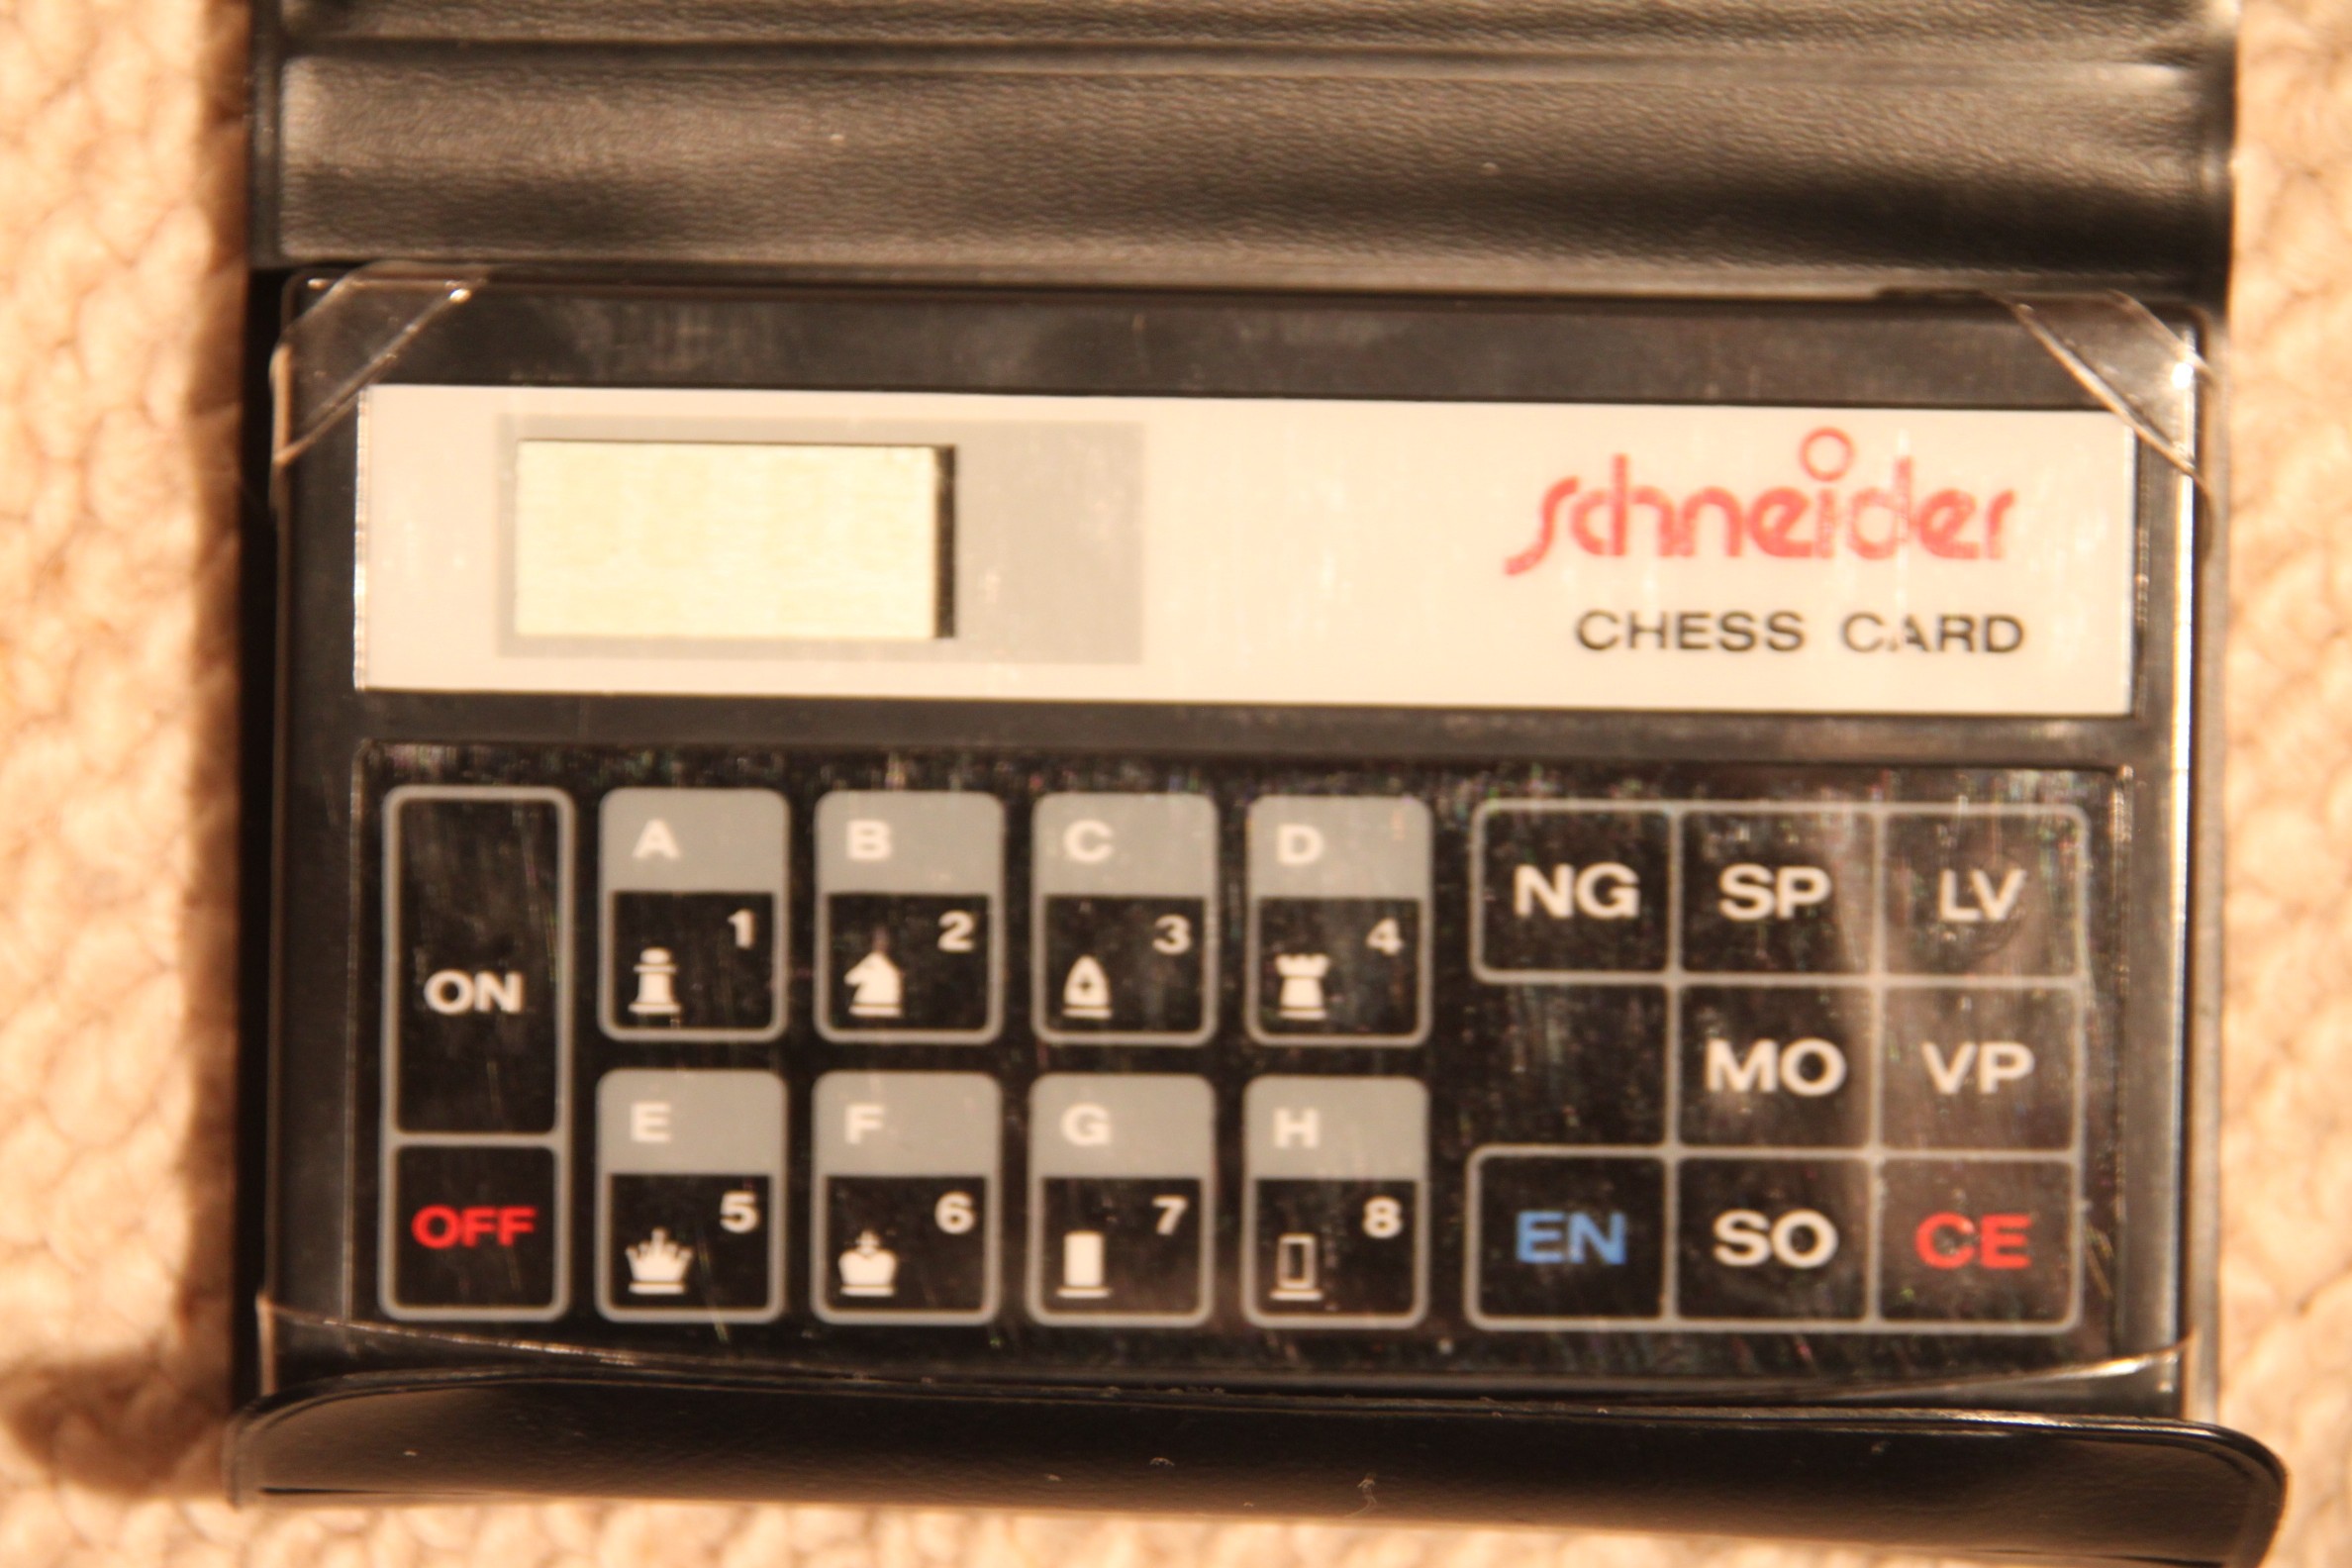 schneider
CHESS CARD
A B C D
NG SP LV
1 2 3 4
ON
MO VP
E F G H
OFF
5 6 7 8
EN SO CE